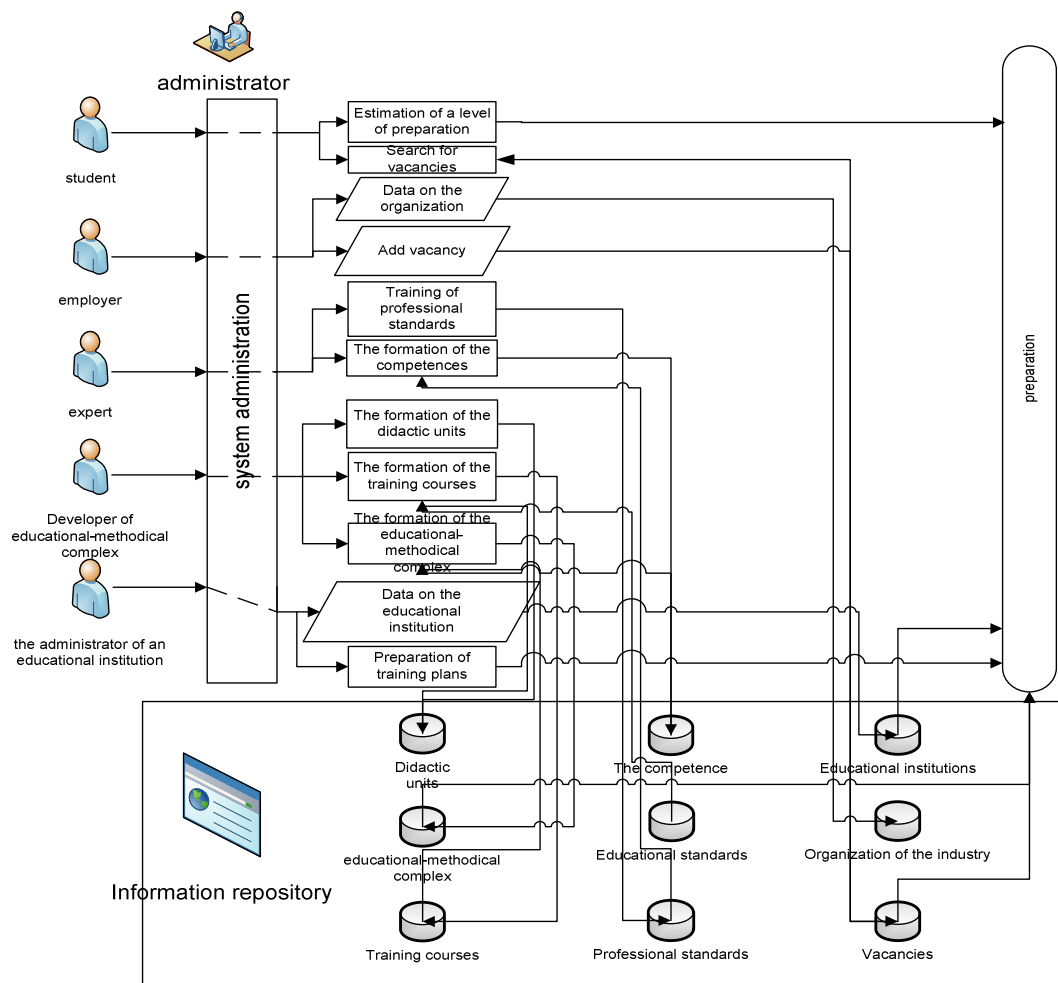 administrator
student
employer
expert
Developer of
educational-methodical
complex
the administrator of an
educational institution
system administration
Estimation of a level
of preparation
Search for
vacancies
Data on the
organization
Add vacancy
Training of
professional
standards
The formation of the
competences
The formation of the
didactic units
The formation of the
training courses
The formation of the
educational-
methodical
complex
Data on the
educational
institution
Preparation of
training plans
preparation
Information repository
Didactic
units
The competence
Educational institutions
educational-methodical
complex
Educational standards
Organization of the industry
Training courses
Professional standards
Vacancies